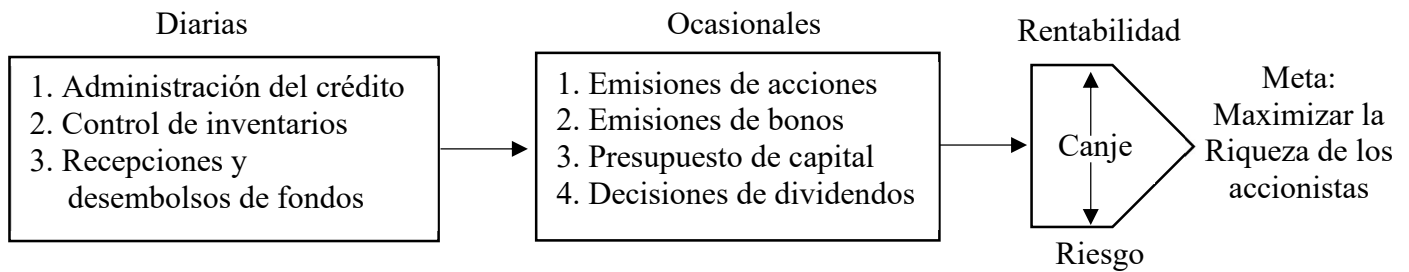 Diarias
1. Administración del crédito
2. Control de inventarios
3. Recepciones y
desembolsos de fondos
Ocasionales
1. Emisiones de acciones
2. Emisiones de bonos
3. Presupuesto de capital
4. Decisiones de dividendos
Rentabilidad
Canje
Riesgo
Meta:
Maximizar la
Riqueza de los
accionistas